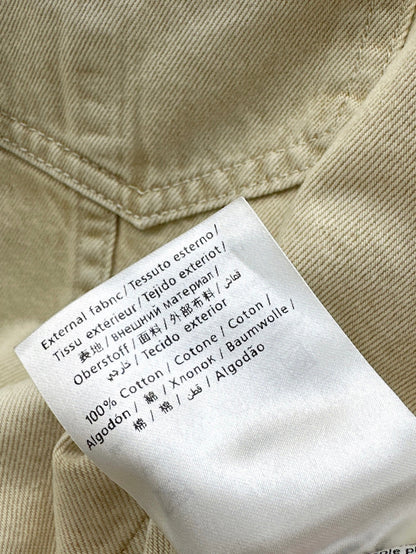 External fabric / Tessuto esterno /
Tissu extérieur / Tejido exteriot /
表地 / внешний материал / قماش
Oberstoff / 面料 / 外部布料 /
خارجي / Tecido exterior
100% Cotton / Cotone / Coton /
Algodón / 綿 / Хлопок / Baumwolle /
棉 / 棉 / قطن / Algodão